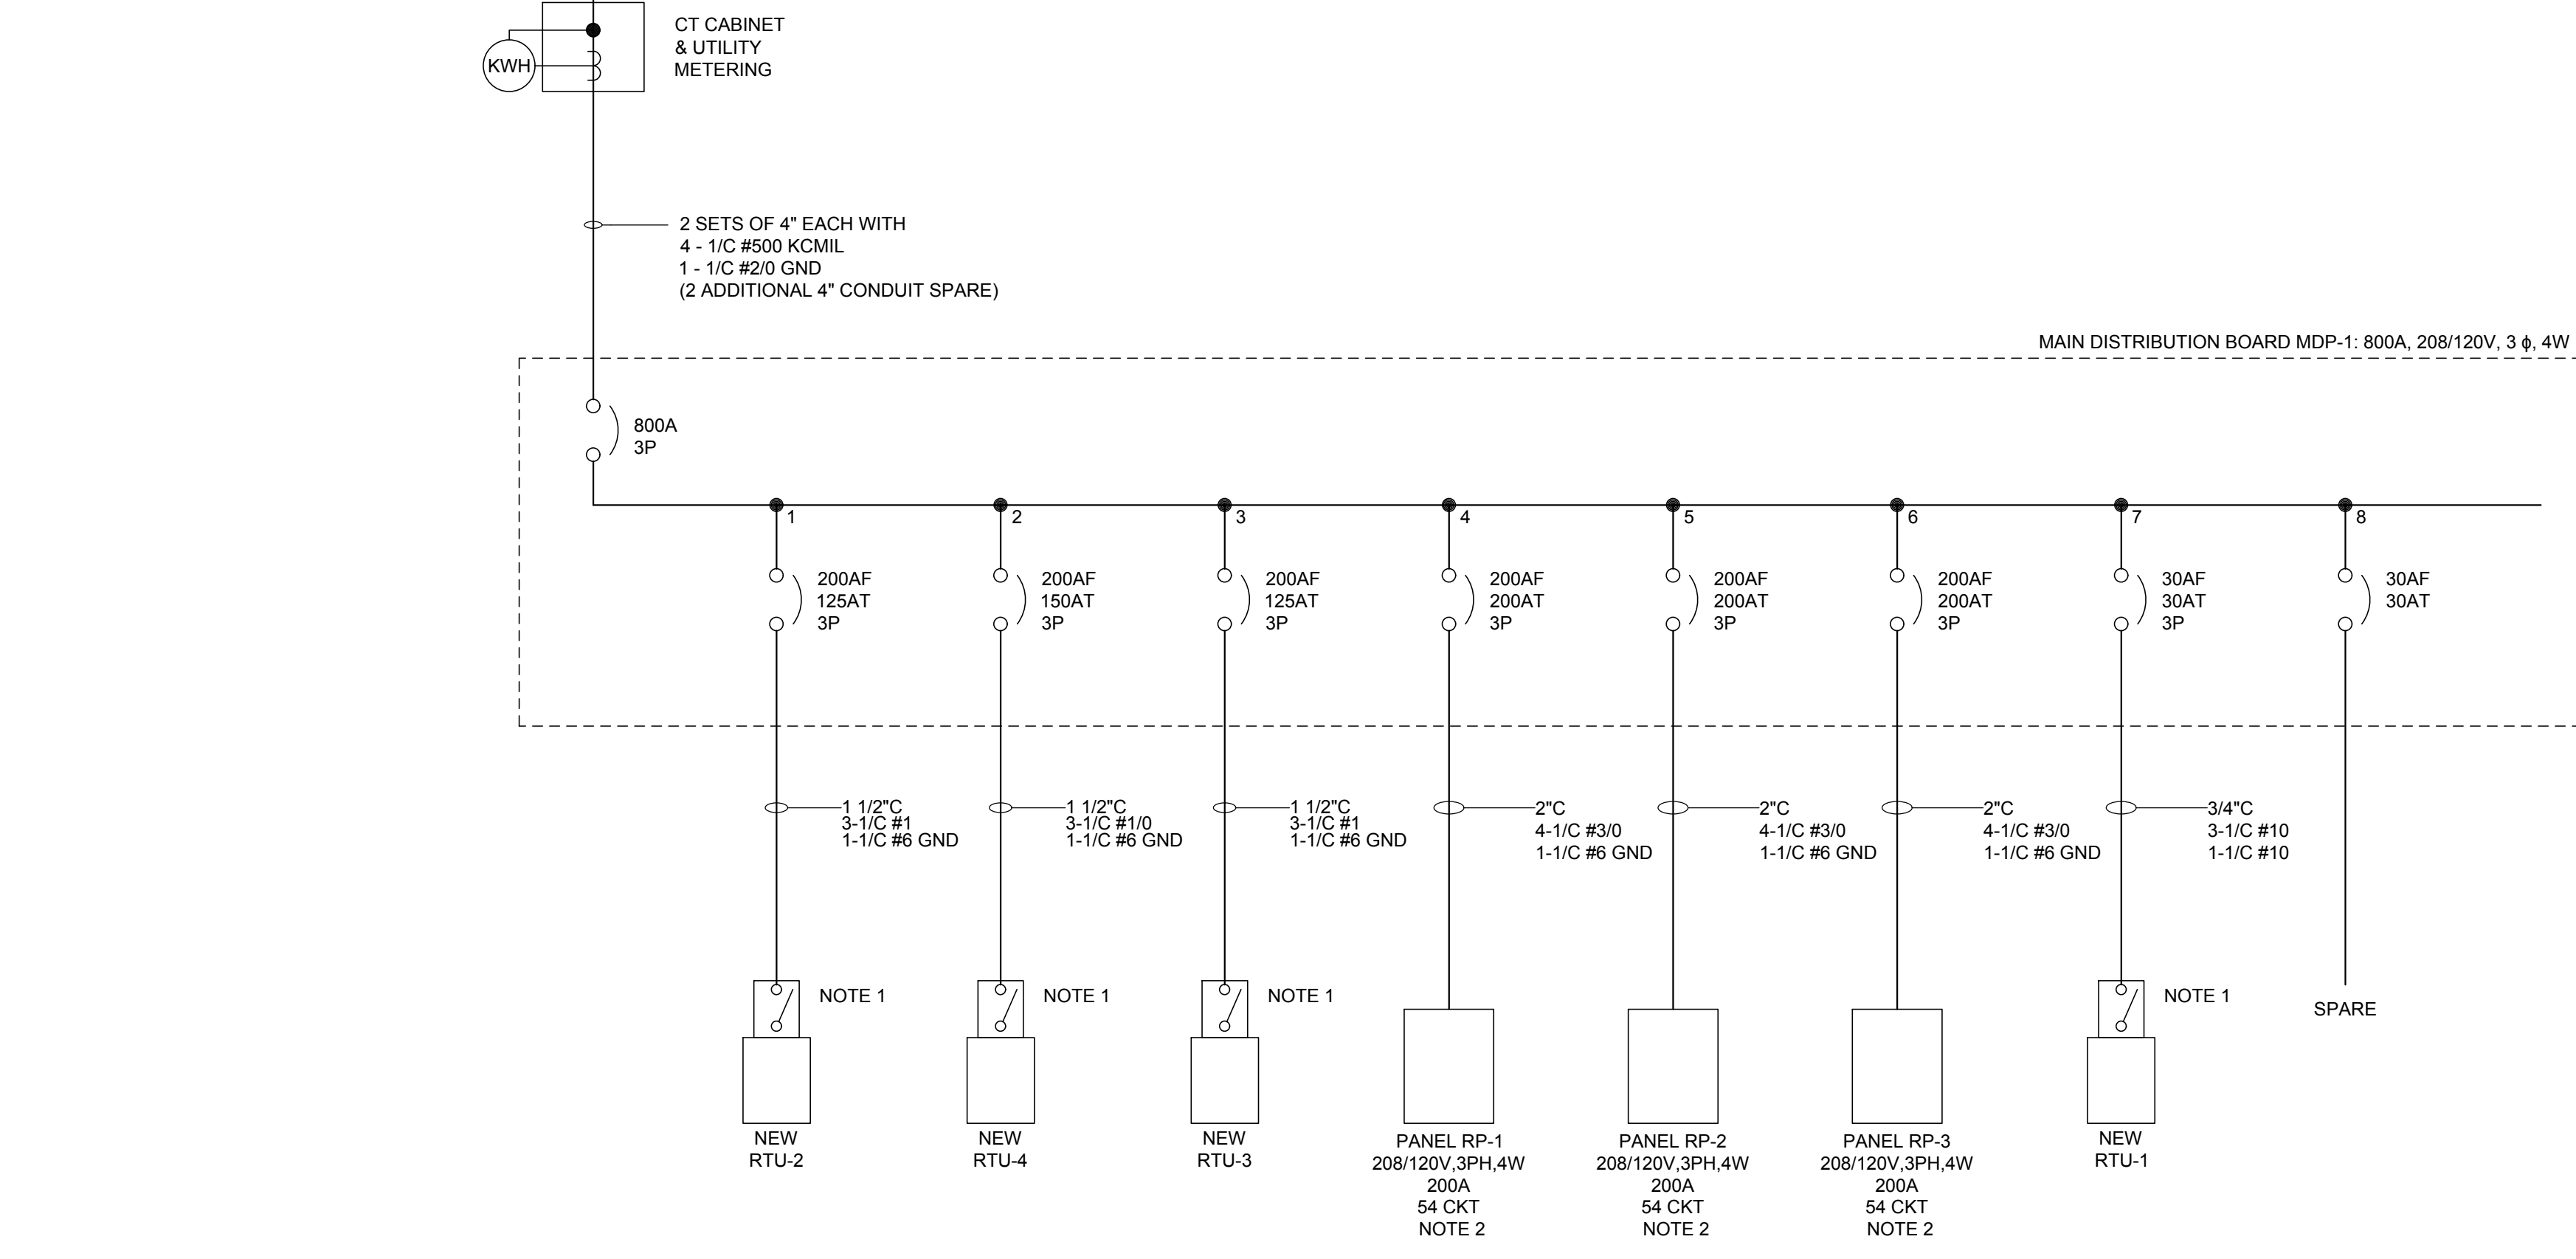 CT CABINET
& UTILITY
METERING
KWH
2 SETS OF 4" EACH WITH
4 - 1/C #500 KCMIL
1 - 1/C #2/0 GND
(2 ADDITIONAL 4" CONDUIT SPARE)
MAIN DISTRIBUTION BOARD MDP-1: 800A, 208/120V, 3 ϕ, 4W
800A
3P
1
200AF
125AT
3P
1 1/2"C
3-1/C #1
1-1/C #6 GND
NOTE 1
NEW
RTU-2
2
200AF
150AT
3P
1 1/2"C
3-1/C #1/0
1-1/C #6 GND
NOTE 1
NEW
RTU-4
3
200AF
125AT
3P
1 1/2"C
3-1/C #1
1-1/C #6 GND
NOTE 1
NEW
RTU-3
4
200AF
200AT
3P
2"C
4-1/C #3/0
1-1/C #6 GND
PANEL RP-1
208/120V,3PH,4W
200A
54 CKT
NOTE 2
5
200AF
200AT
3P
2"C
4-1/C #3/0
1-1/C #6 GND
PANEL RP-2
208/120V,3PH,4W
200A
54 CKT
NOTE 2
6
200AF
200AT
3P
2"C
4-1/C #3/0
1-1/C #6 GND
PANEL RP-3
208/120V,3PH,4W
200A
54 CKT
NOTE 2
7
30AF
30AT
3P
3/4"C
3-1/C #10
1-1/C #10
NOTE 1
NEW
RTU-1
8
30AF
30AT
SPARE